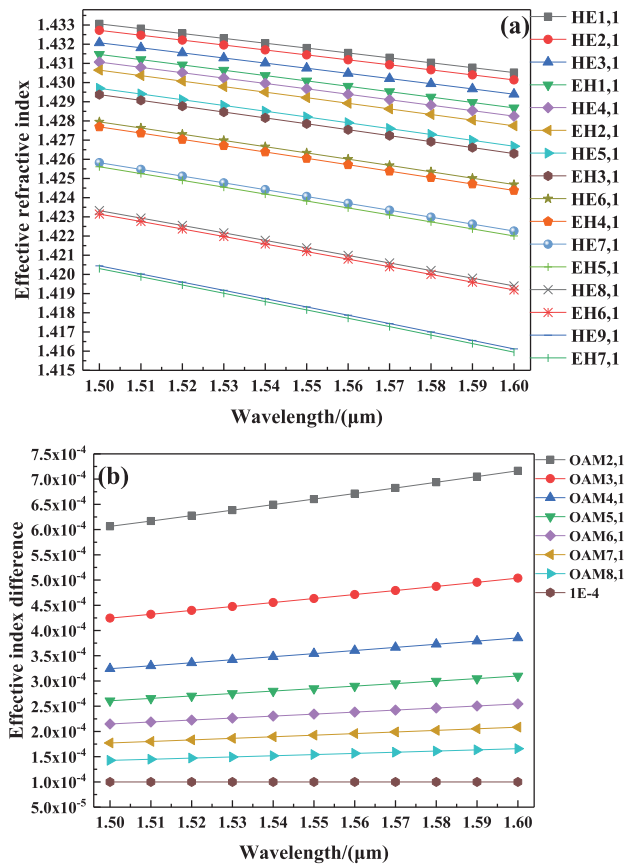 1.433
1.432
1.431
1.430
1.429
1.428
1.427
1.426
1.425
1.424
1.423
1.422
1.421
1.420
1.419
1.418
1.417
1.416
1.415
Effective refractive index
(a)
1.50 1.51 1.52 1.53 1.54 1.55 1.56 1.57 1.58 1.59 1.60
Wavelength/(μm)
HE1,1
HE2,1
HE3,1
EH1,1
HE4,1
EH2,1
HE5,1
EH3,1
HE6,1
EH4,1
HE7,1
EH5,1
HE8,1
EH6,1
HE9,1
EH7,1
7.5x10-4
7.0x10-4
6.5x10-4
6.0x10-4
5.5x10-4
5.0x10-4
4.5x10-4
4.0x10-4
3.5x10-4
3.0x10-4
2.5x10-4
2.0x10-4
1.5x10-4
1.0x10-4
5.0x10-5
Effective index difference
(b)
1.50 1.51 1.52 1.53 1.54 1.55 1.56 1.57 1.58 1.59 1.60
Wavelength/(μm)
OAM2,1
OAM3,1
OAM4,1
OAM5,1
OAM6,1
OAM7,1
OAM8,1
1E-4